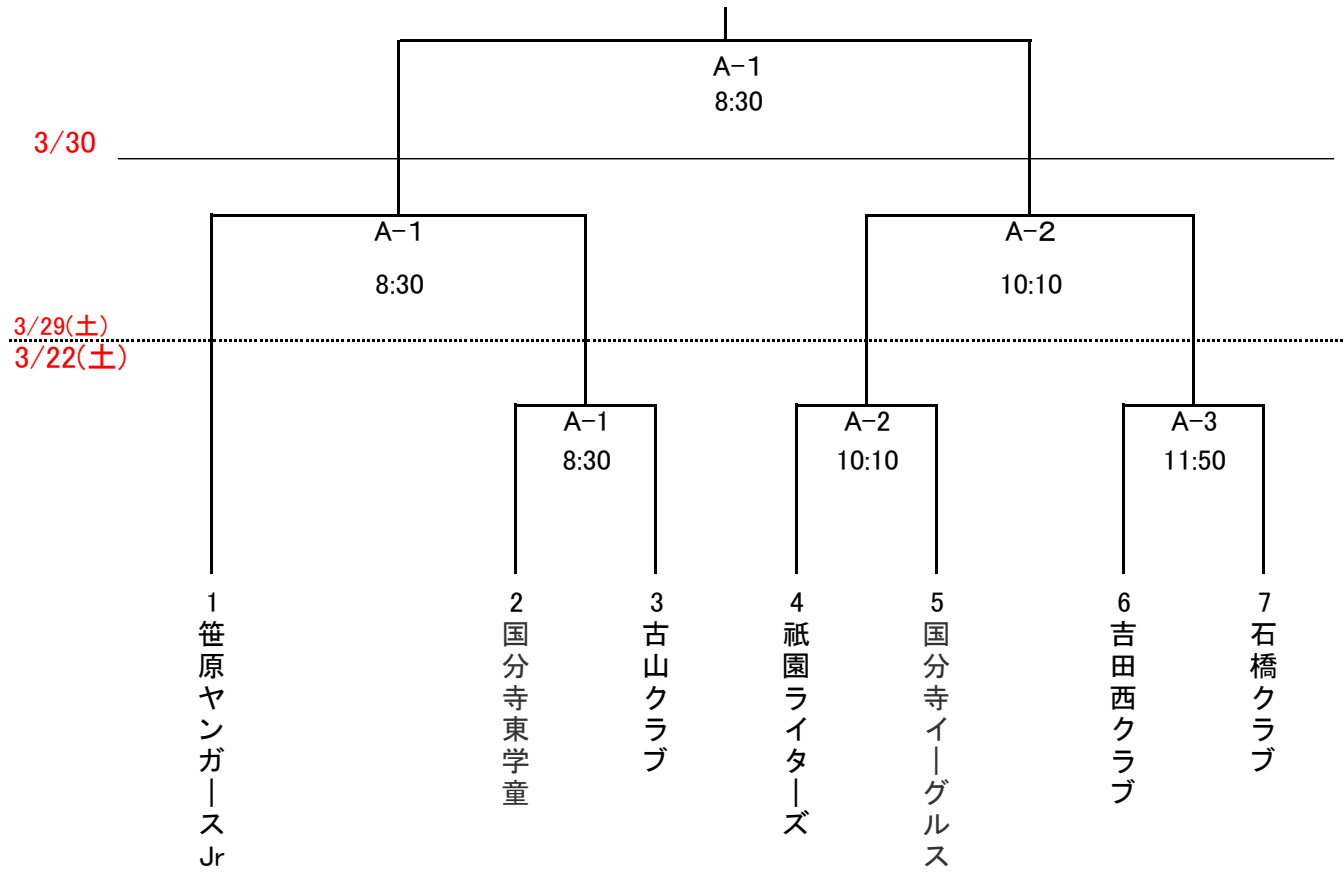 A-1
8:30
3/30
A-1
8:30
A-2
10:10
3/29(土)
3/22(土)
A-1
8:30
A-2
10:10
A-3
11:50
1
笹原ヤンガースJr
2
国分寺東学童
3
古山クラブ
4
祇園ライターズ
5
国分寺イーグルス
6
吉田西クラブ
7
石橋クラブ